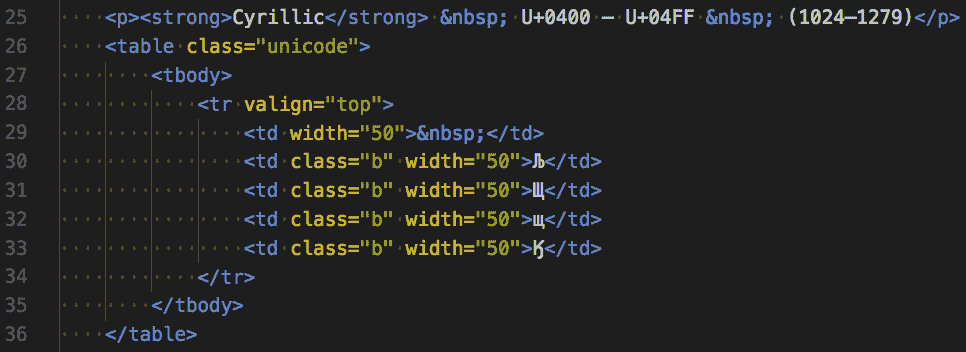 25 <p><strong>Cyrillic</strong> &nbsp; U+0400 – U+04FF &nbsp; (1024–1279)</p>
26 <table class="unicode">
27 <tbody>
28 <tr valign="top">
29 <td width="50">&nbsp;</td>
30 <td class="b" width="50">Љ</td>
31 <td class="b" width="50">Щ</td>
32 <td class="b" width="50">щ</td>
33 <td class="b" width="50">Ӄ</td>
34 </tr>
35 </tbody>
36 </table>